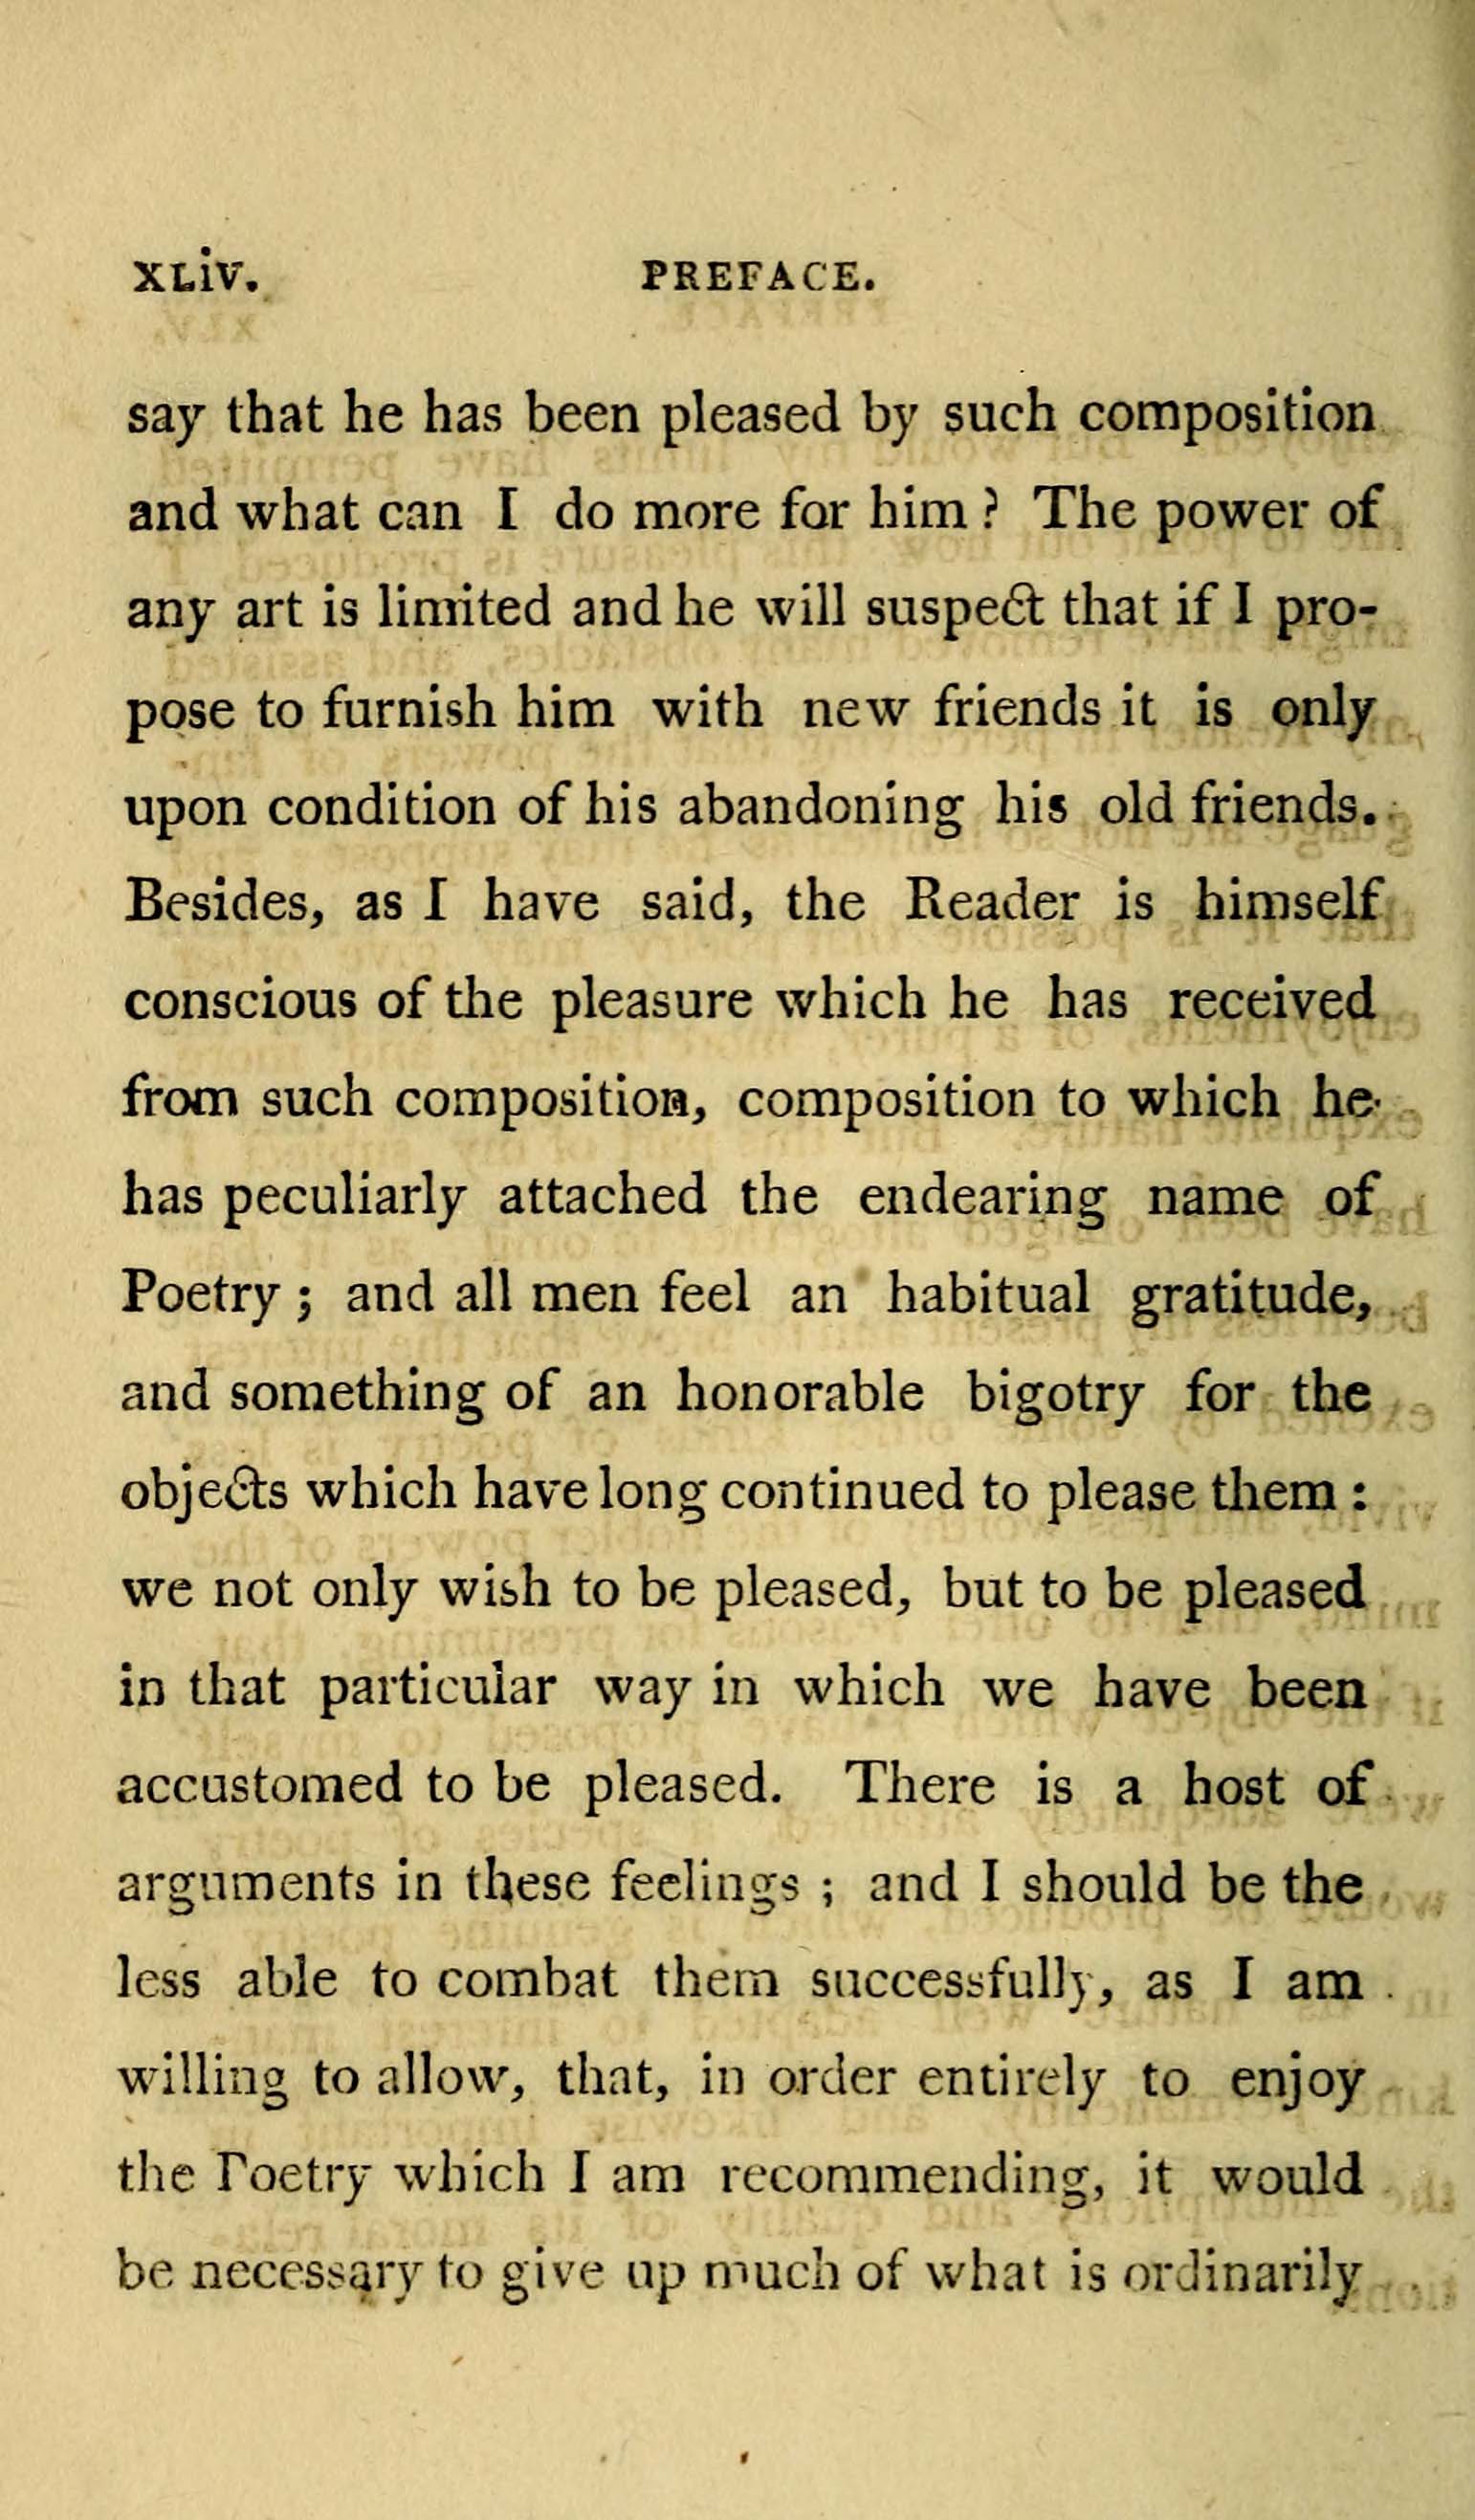 XLiV. PREFACE.
say that he has been pleased by such composition
and what can I do more for him ? The power of
any art is limited and he will suspect that if I pro-
pose to furnish him with new friends it is only
upon condition of his abandoning his old friends.
Besides, as I have said, the Reader is himself
conscious of the pleasure which he has received
from such composition, composition to which he
has peculiarly attached the endearing name of
Poetry ; and all men feel an habitual gratitude,
and something of an honorable bigotry for the
objects which have long continued to please them :
we not only wish to be pleased, but to be pleased
in that particular way in which we have been
accustomed to be pleased. There is a host of
arguments in these feelings ; and I should be the
less able to combat them successfully, as I am
willing to allow, that, in order entirely to enjoy
the Poetry which I am recommending, it would
be necessary to give up much of what is ordinarily